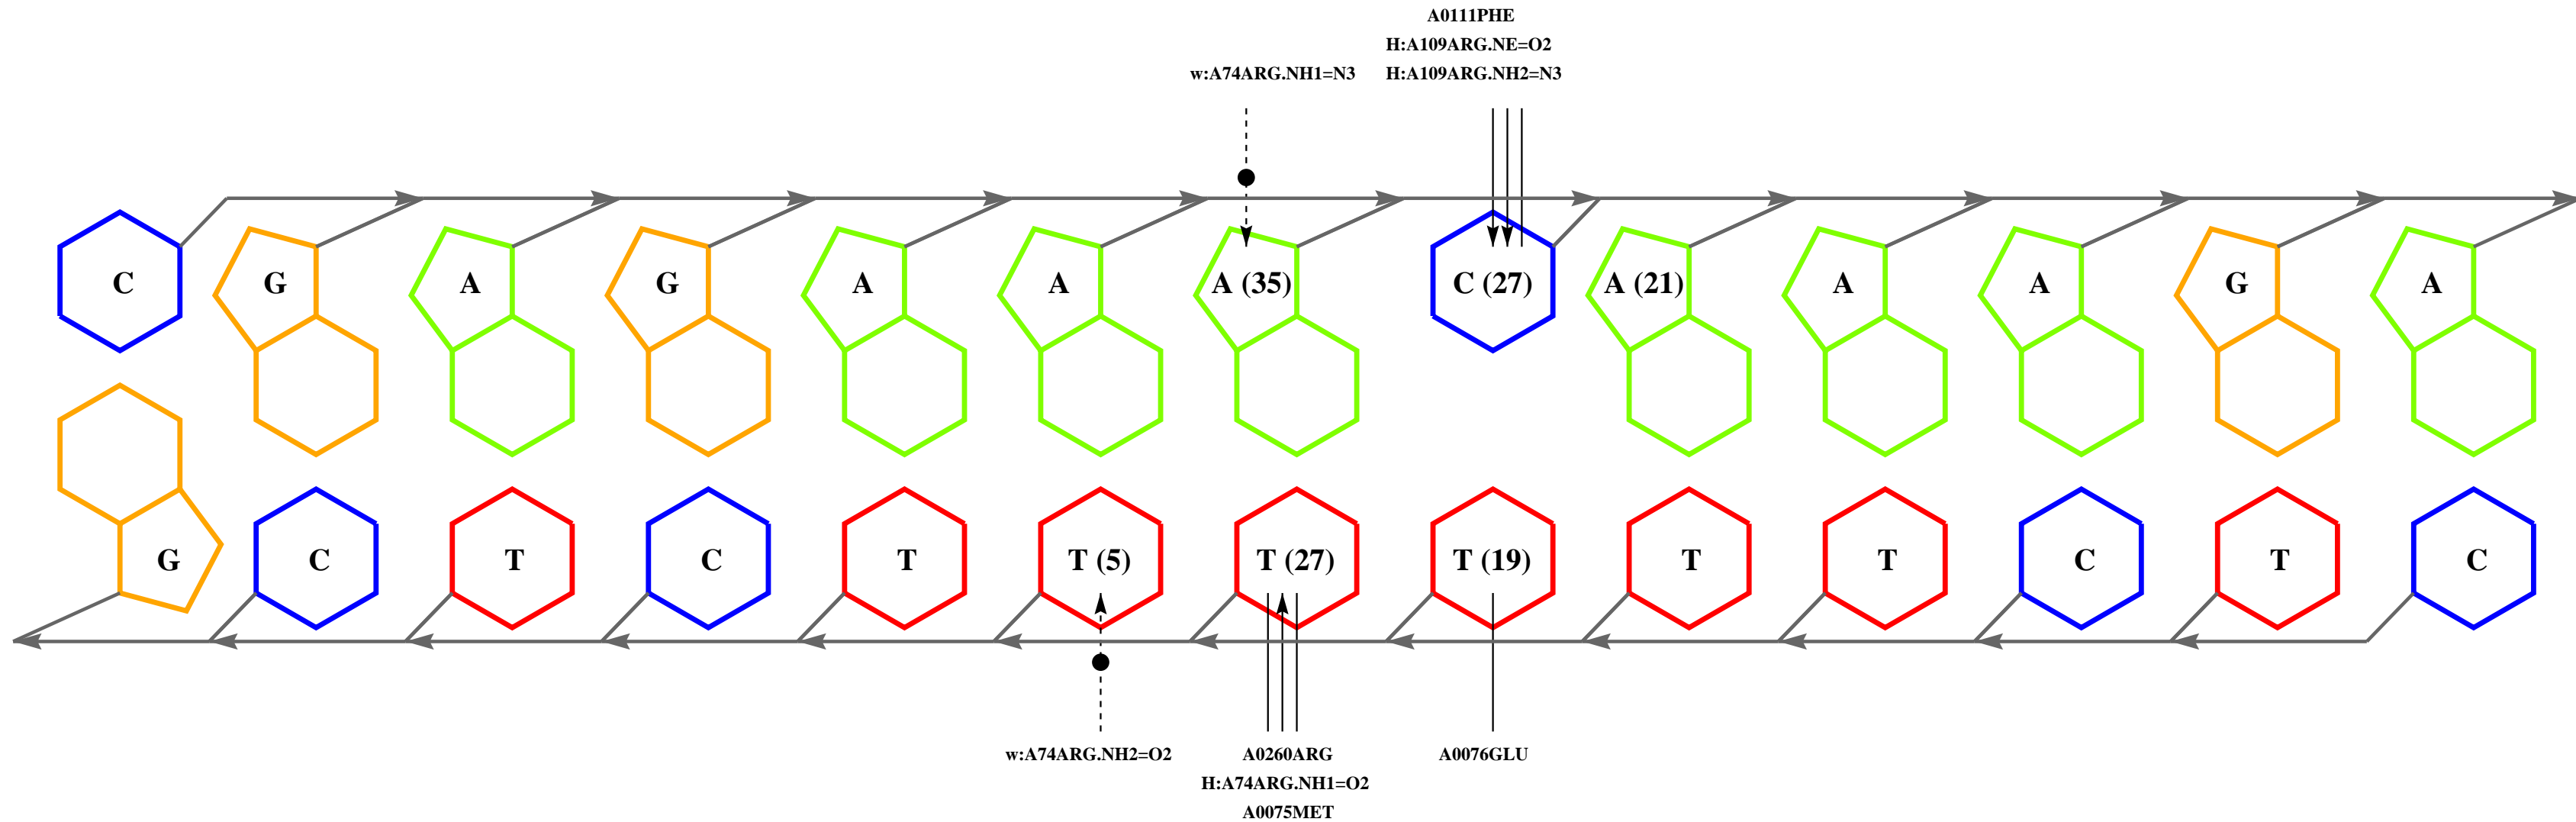 A0111PHE
H:A109ARG.NE=O2
w:A74ARG.NH1=N3 H:A109ARG.NH2=N3
C G A G A A A (35) C (27) A (21) A A G A
G C T C T T (5) T (27) T (19) T T C T C
w:A74ARG.NH2=O2 A0260ARG A0076GLU
H:A74ARG.NH1=O2
A0075MET